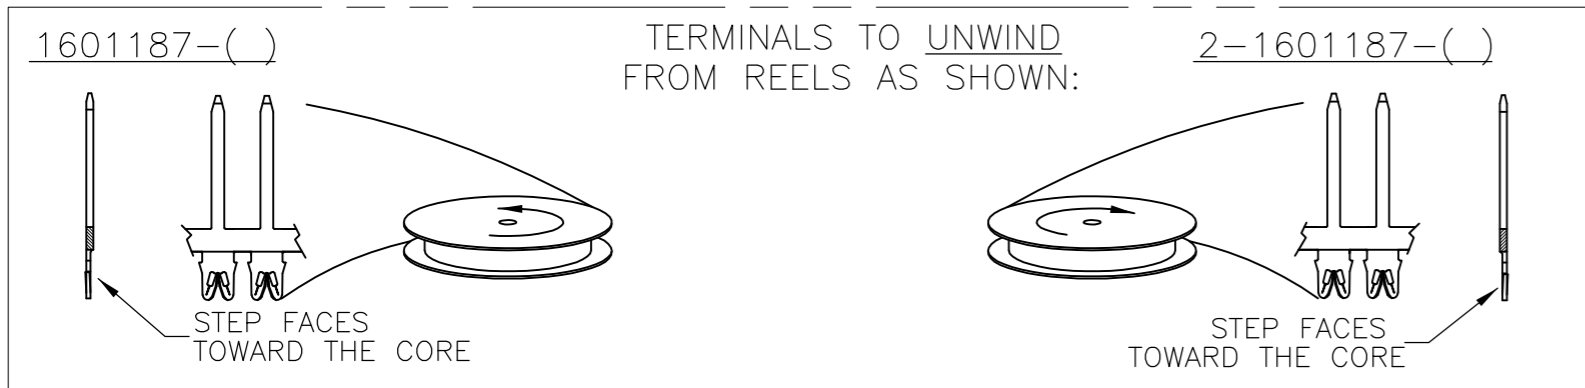 1601187-( )
TERMINALS TO UNWIND
FROM REELS AS SHOWN:
2-1601187-( )
STEP FACES
TOWARD THE CORE
STEP FACES
TOWARD THE CORE